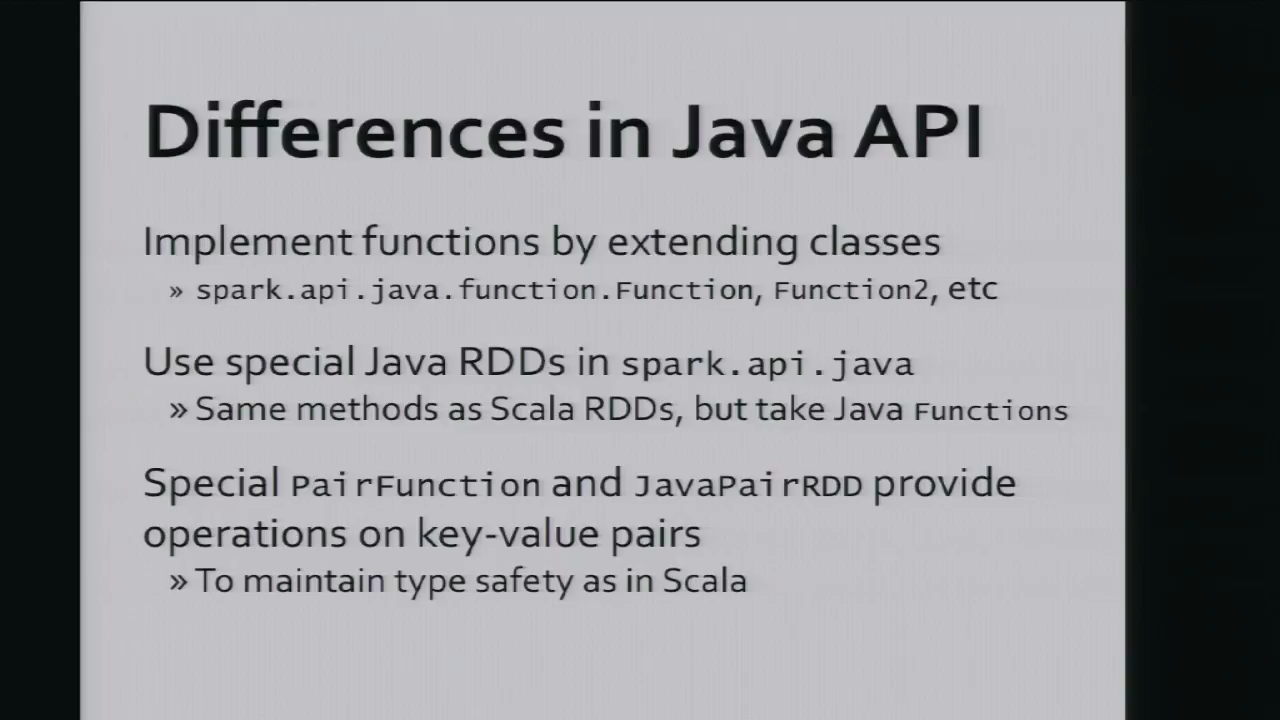 Differences in Java API
Implement functions by extending classes
» spark.api.java.function.Function, Function2, etc
Use special Java RDDs in spark.api.java
» Same methods as Scala RDDs, but take Java Functions
Special PairFunction and JavaPairRDD provide
operations on key-value pairs
» To maintain type safety as in Scala